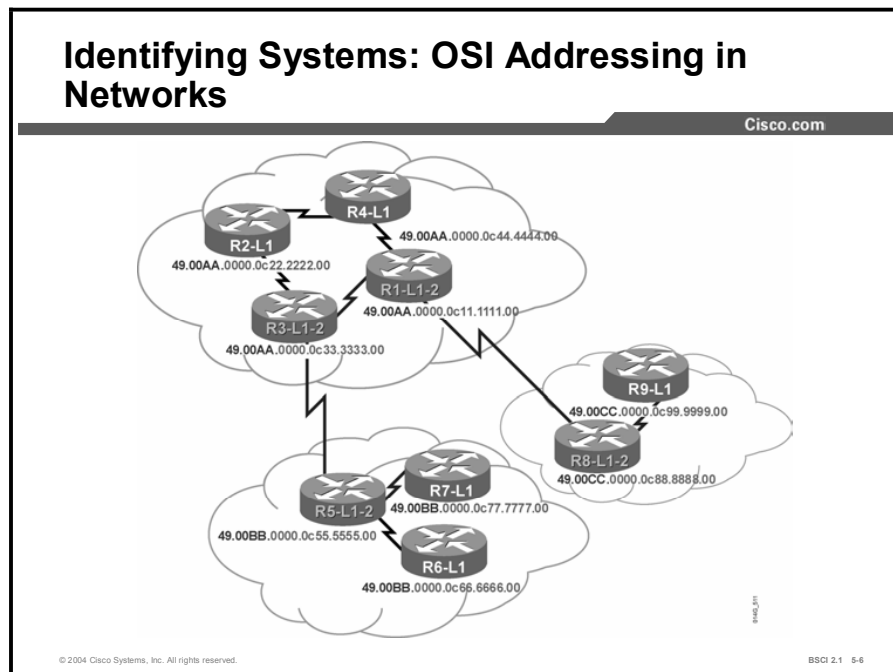 Identifying Systems: OSI Addressing in
Networks
Cisco.com
R4-L1
R2-L1
49.00AA.0000.0c44.4444.00
49.00AA.0000.0c22.2222.00
R1-L1-2
R3-L1-2
49.00AA.0000.0c11.1111.00
49.00AA.0000.0c33.3333.00
R9-L1
49.00CC.0000.0c99.9999.00
R8-L1-2
49.00CC.0000.0c88.8888.00
R7-L1
R5-L1-2
49.00BB.0000.0c77.7777.00
49.00BB.0000.0c55.5555.00
R6-L1
49.00BB.0000.0c66.6666.00
014G_511
© 2004 Cisco Systems, Inc. All rights reserved.
BSCI 2.1 5-6